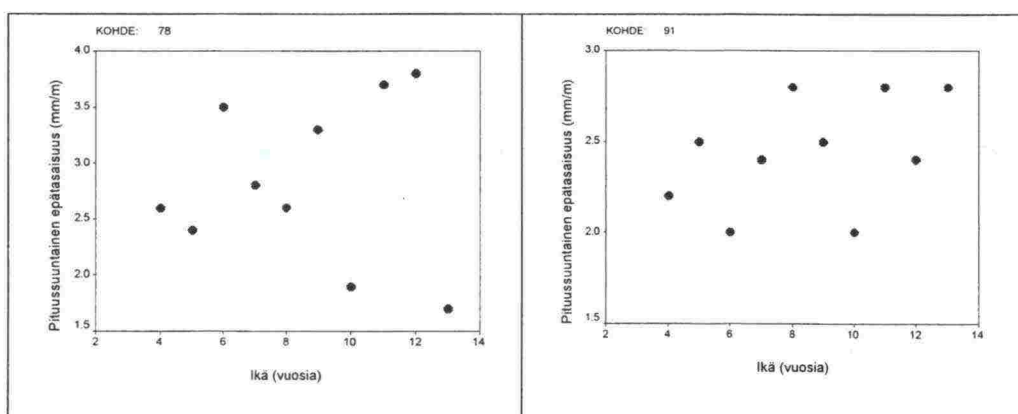 KOHDE: 78
Pituussuuntainen epätasaisuus (mm/m)
4.0
3.5
3.0
2.5
2.0
1.5
2 4 6 8 10 12 14
Ikä (vuosia)
KOHDE: 91
Pituussuuntainen epätasaisuus (mm/m)
3.0
2.5
2.0
1.5
2 4 6 8 10 12 14
Ikä (vuosia)